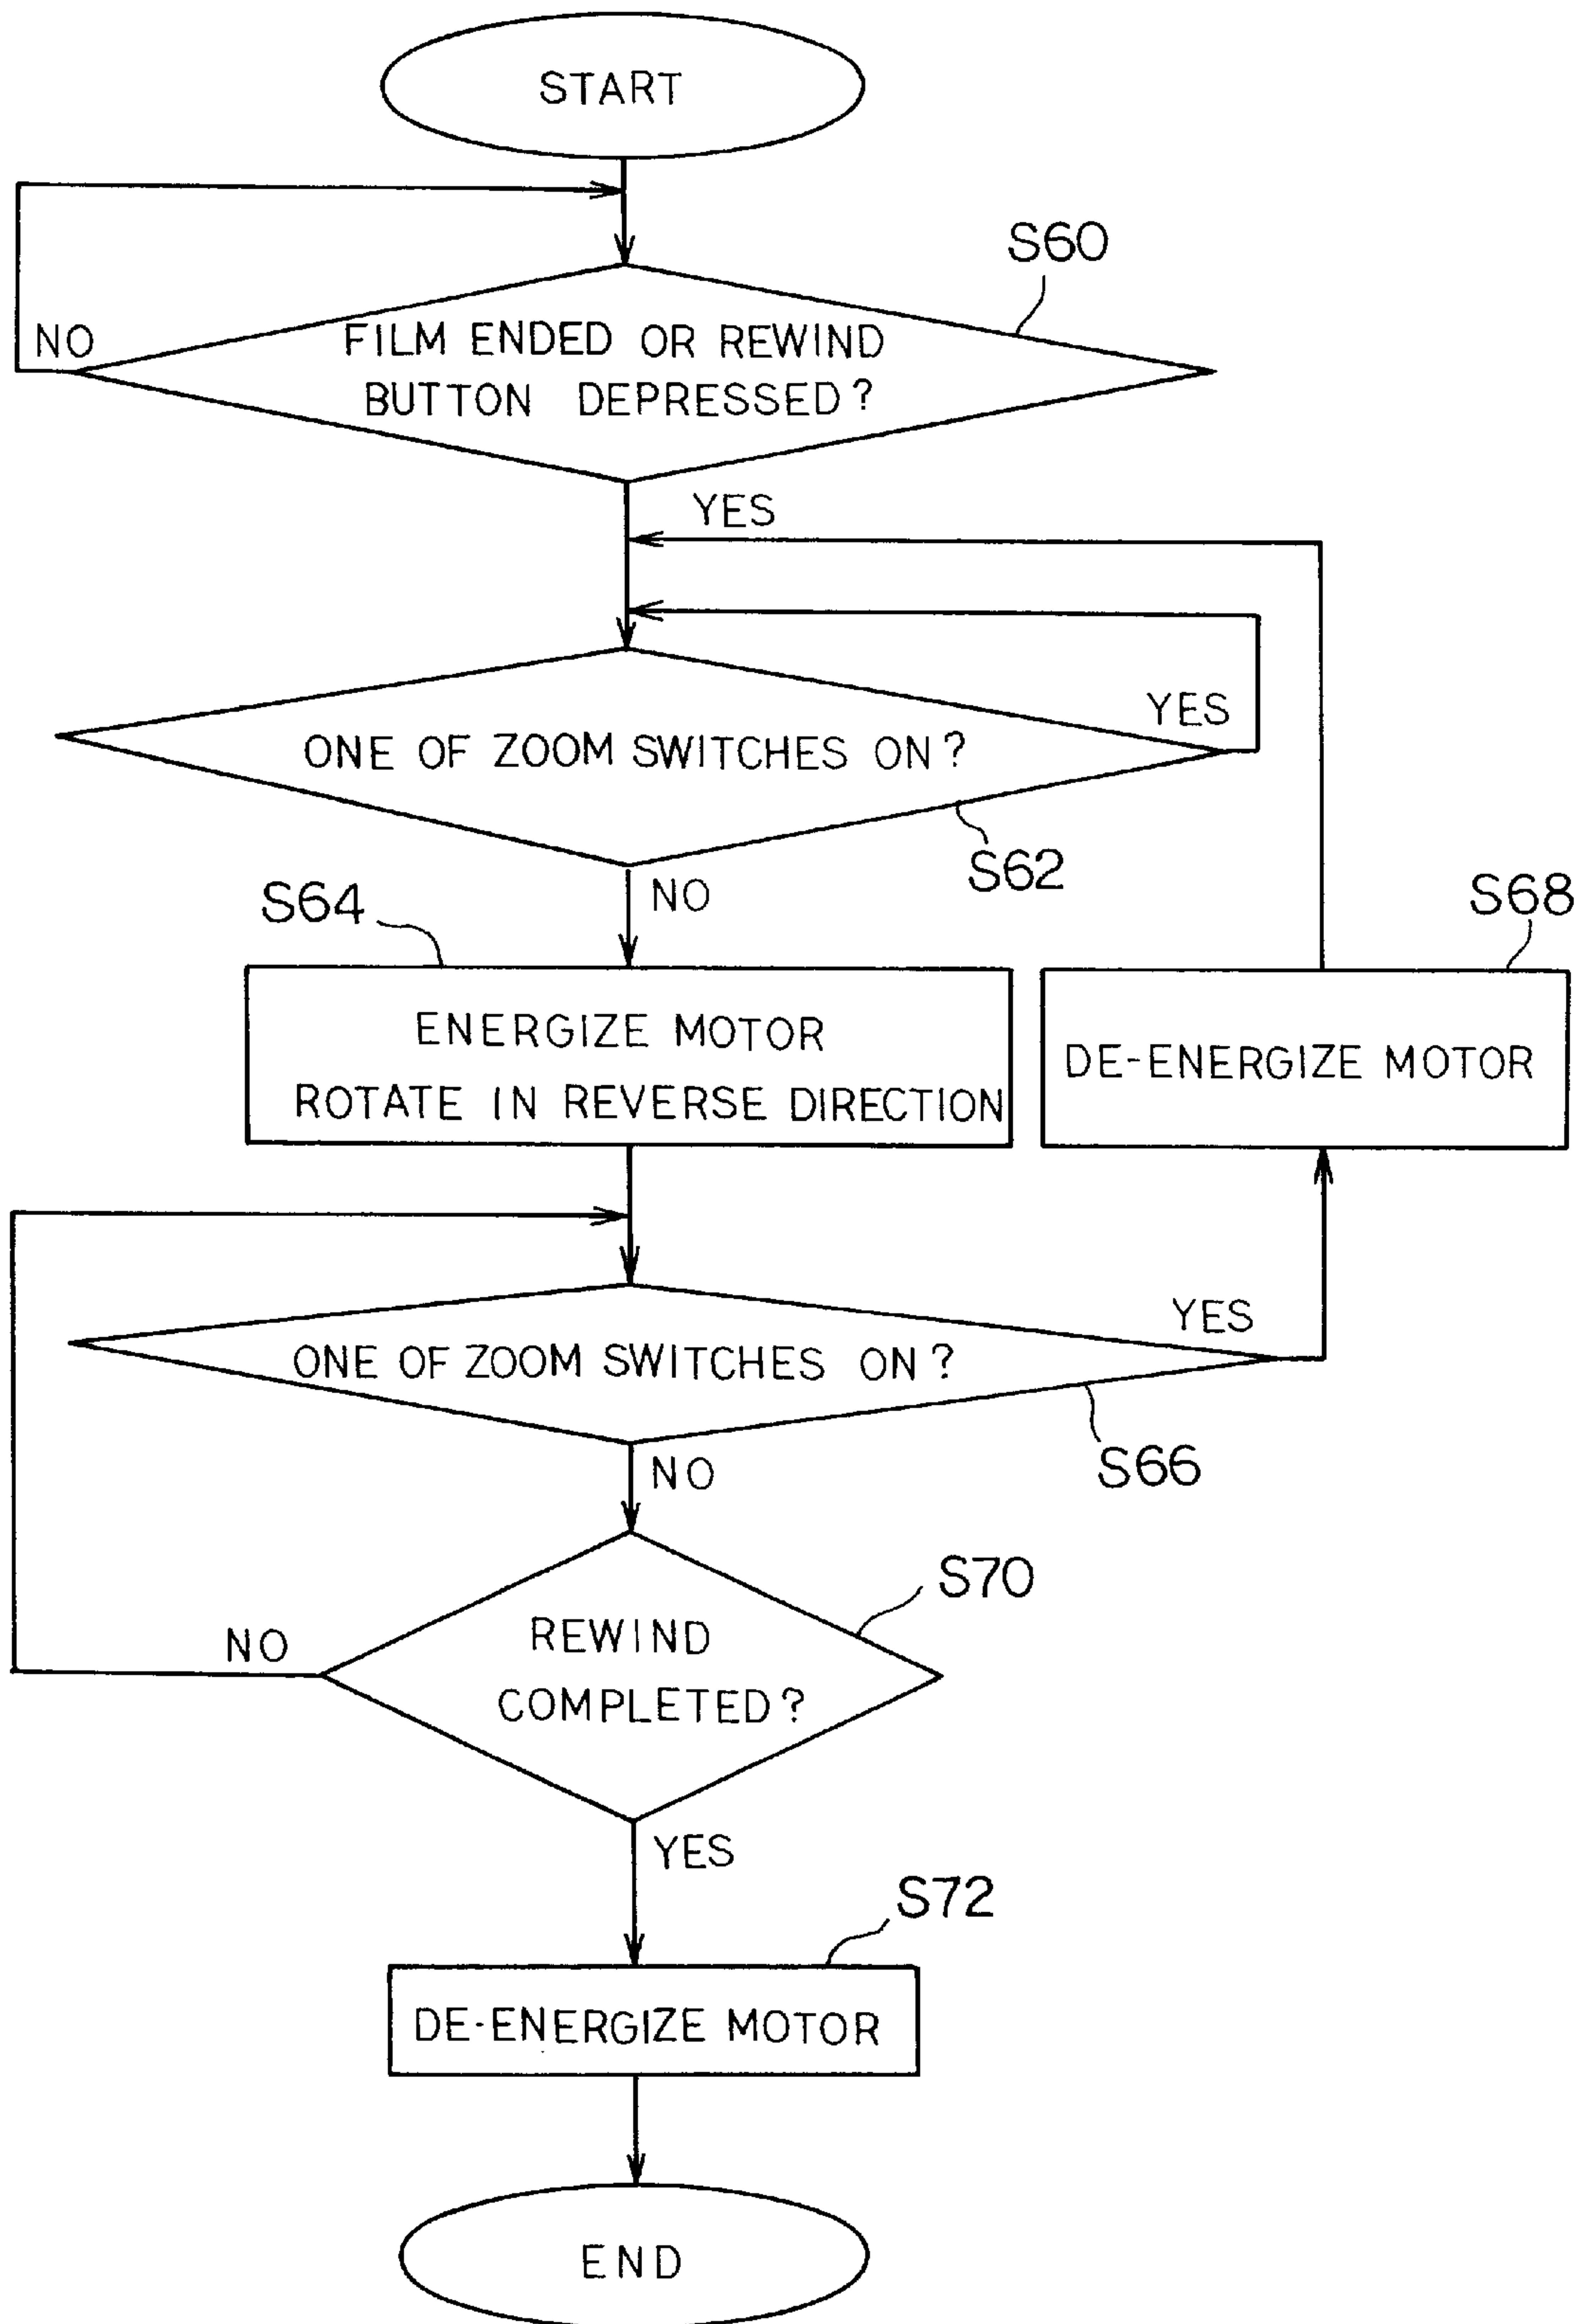 START
S60
NO
FILM ENDED OR REWIND
BUTTON DEPRESSED?
YES
YES
ONE OF ZOOM SWITCHES ON?
S62
S64
NO
S68
ENERGIZE MOTOR
ROTATE IN REVERSE DIRECTION
DE-ENERGIZE MOTOR
YES
ONE OF ZOOM SWITCHES ON?
S66
NO
S70
NO
REWIND
COMPLETED?
YES
S72
DE-ENERGIZE MOTOR
END